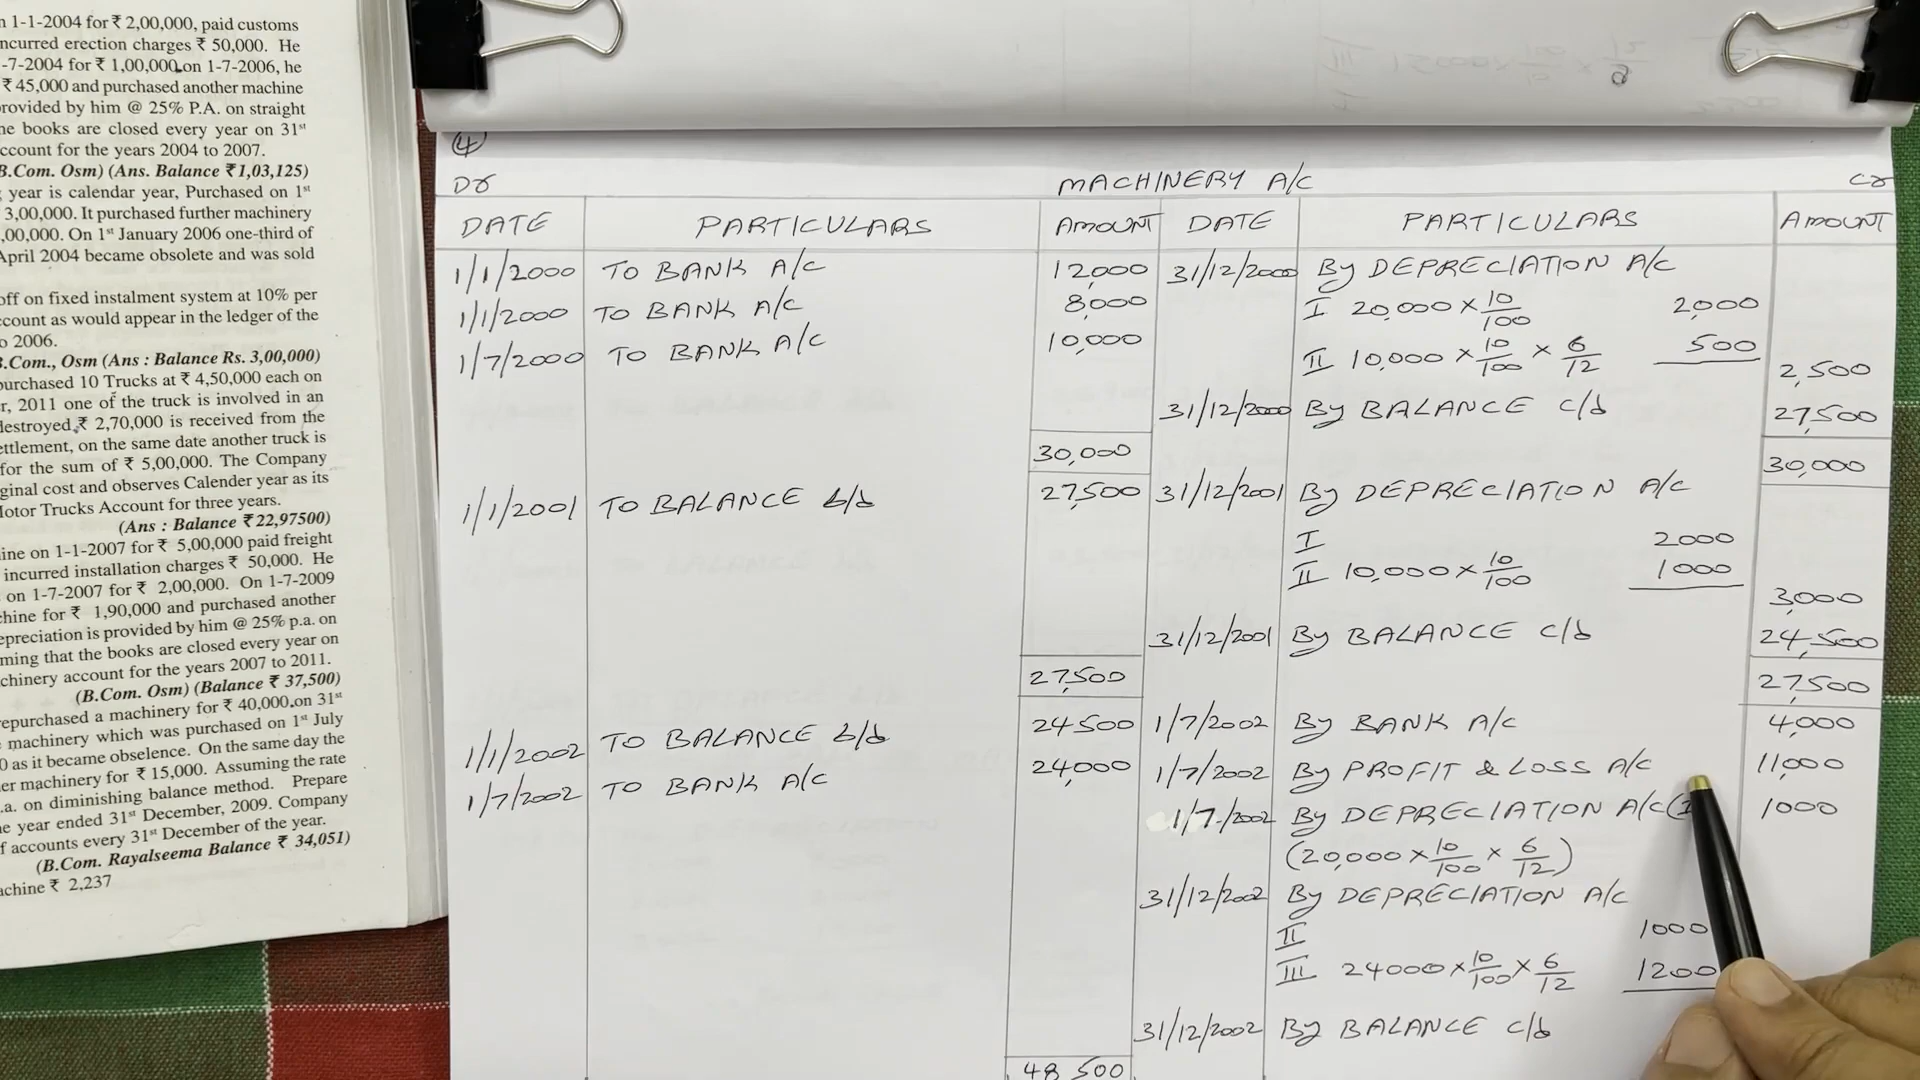 n 1-1-2004 for ₹ 2,00,000, paid customs
ncurred erection charges ₹ 50,000. He
-7-2004 for ₹ 1,00,000 on 1-7-2006, he
₹ 45,000 and purchased another machine
rovided by him @ 25% P.A. on straight
he books are closed every year on 31st
ccount for the years 2004 to 2007.
B.Com. Osm) (Ans. Balance ₹ 1,03,125)
year is calendar year, Purchased on 1st
3,00,000. It purchased further machinery
,00,000. On 1st January 2006 one-third of
April 2004 became obsolete and was sold
off on fixed instalment system at 10% per
ccount as would appear in the ledger of the
o 2006.
B.Com., Osm (Ans : Balance Rs. 3,00,000)
purchased 10 Trucks at ₹ 4,50,000 each on
r, 2011 one of the truck is involved in an
destroyed ₹ 2,70,000 is received from the
ettlement, on the same date another truck is
for the sum of ₹ 5,00,000. The Company
ginal cost and observes Calender year as its
Motor Trucks Account for three years.
(Ans : Balance ₹ 22,97500)
ine on 1-1-2007 for ₹ 5,00,000 paid freight
incurred installation charges ₹ 50,000. He
on 1-7-2007 for ₹ 2,00,000. On 1-7-2009
chine for ₹ 1,90,000 and purchased another
epreciation is provided by him @ 25% p.a. on
ming that the books are closed every year on
chinery account for the years 2007 to 2011.
(B.Com. Osm) (Balance ₹ 37,500)
repurchased a machinery for ₹ 40,000 on 31st
machinery which was purchased on 1st July
0 as it became obselence. On the same day the
er machinery for ₹ 15,000. Assuming the rate
.a. on diminishing balance method. Prepare
e year ended 31st December, 2009. Company
f accounts every 31st December of the year.
(B.Com. Rayalseema Balance ₹ 34,051)
achine ₹ 2,237
4
Dr MACHINERY A/C Cr
DATE PARTICULARS AMOUNT DATE PARTICULARS AMOUNT
1/1/2000 TO BANK A/C 12,000 31/12/2000 By DEPRECIATION A/C
1/1/2000 TO BANK A/C 8,000 I 20,000 × 10/100 2,000
1/7/2000 TO BANK A/C 10,000 II 10,000 × 10/100 × 6/12 500
2,500
31/12/2000 By BALANCE c/d 27,500
30,000 30,000
1/1/2001 TO BALANCE b/d 27,500 31/12/2001 By DEPRECIATION A/C
I 2000
II 10,000 × 10/100 1000
3,000
31/12/2001 By BALANCE c/d 24,500
27,500 27,500
1/1/2002 TO BALANCE b/d 24500 1/7/2002 By BANK A/C 4,000
1/7/2002 TO BANK A/C 24,000 1/7/2002 By PROFIT & LOSS A/C 11,000
1/7/2002 By DEPRECIATION A/C 1000
(20,000 × 10/100 × 6/12)
31/12/2002 By DEPRECIATION A/C
II 1000
III 24000 × 10/100 × 6/12 1200
31/12/2002 By BALANCE c/d
48,500